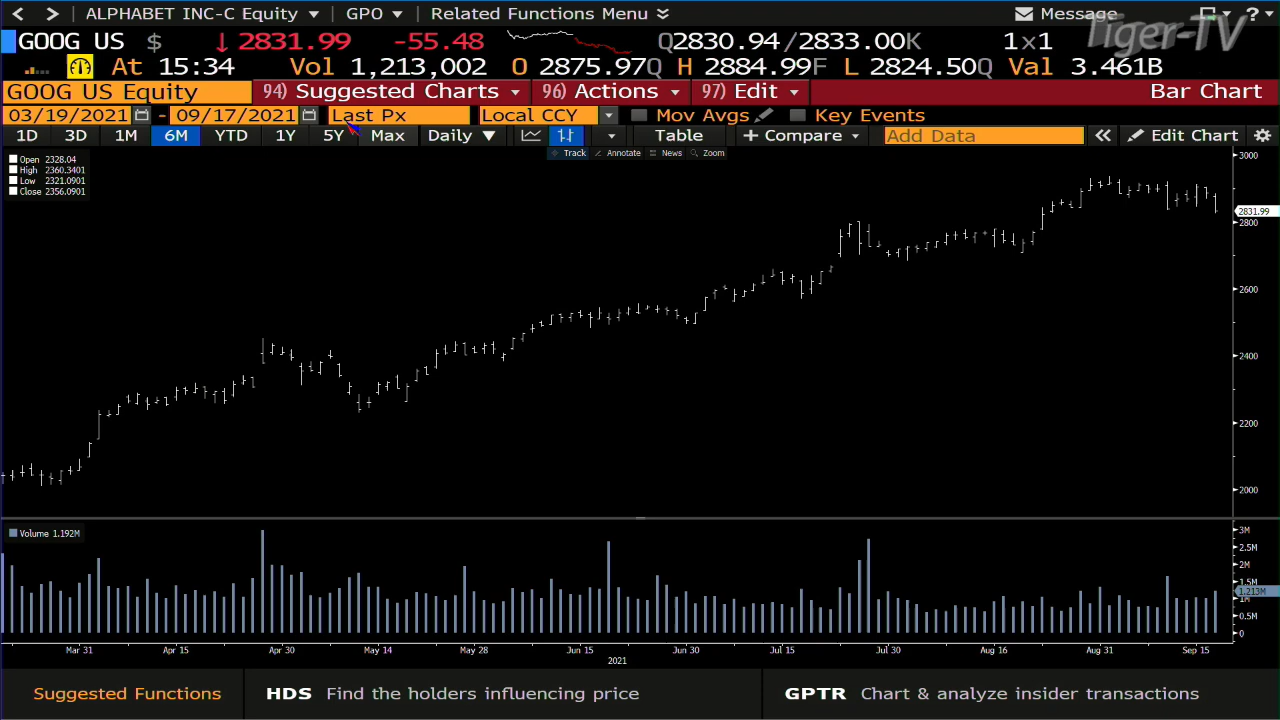 ALPHABET INC-C Equity GPO Related Functions Menu Message ?
Tiger-TV
GOOG US $ ↓2831.99 -55.48 Q2830.94/2833.00K 1×1
At 15:34 Vol 1,213,002 O 2875.97Q H 2884.99F L 2824.50Q Val 3.461B
GOOG US Equity 94) Suggested Charts 96) Actions 97) Edit Bar Chart
03/19/2021 - 09/17/2021 Last Px Local CCY Mov Avgs Key Events
1D 3D 1M 6M YTD 1Y 5Y Max Daily ▼ Table + Compare Add Data « Edit Chart
Track Annotate News Zoom
Open 2328.04
High 2360.3401
Low 2321.0901
Close 2356.0901
3000
2831.99
2800
2600
2400
2200
2000
Volume 1.192M
3M
2.5M
2M
1.5M
1.213M
1M
0.5M
0
Mar 31 Apr 15 Apr 30 May 14 May 28 Jun 15 Jun 30 Jul 15 Jul 30 Aug 16 Aug 31 Sep 15
2021
Suggested Functions HDS Find the holders influencing price GPTR Chart & analyze insider transactions